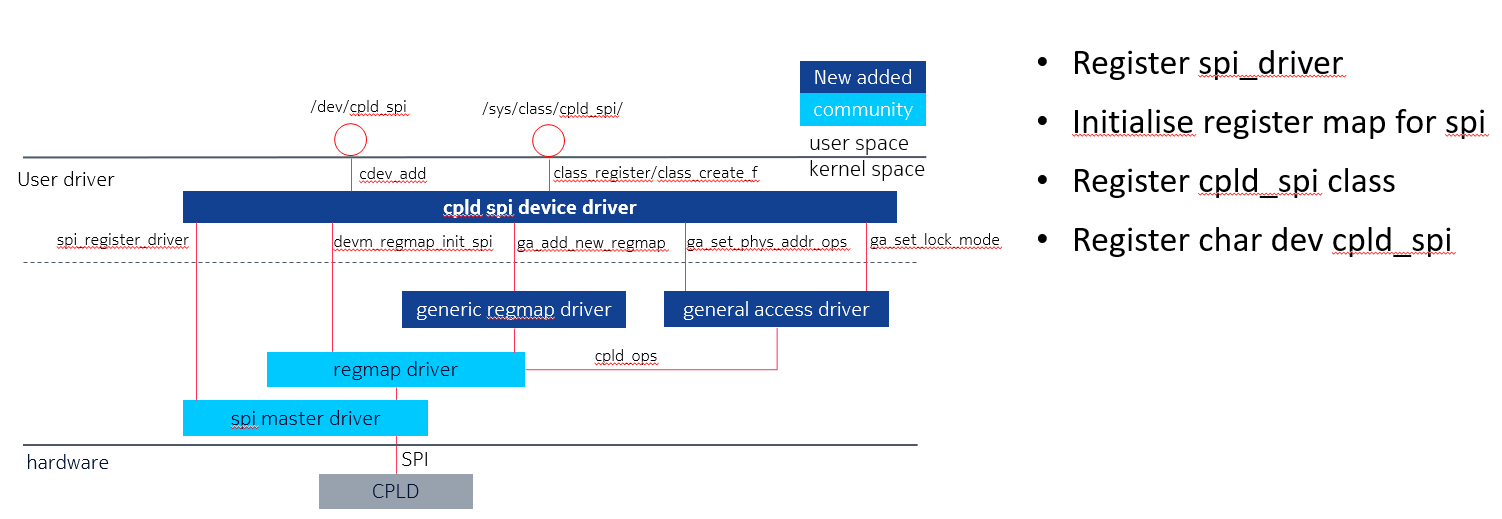 New added
community
/dev/cpld_spi
/sys/class/cpld_spi/
user space
kernel space
User driver
cdev_add
class_register/class_create_f
cpld spi device driver
spi_register_driver
devm_regmap_init_spi
ga_add_new_regmap
ga_set_phys_addr_ops
ga_set_lock_mode
generic regmap driver
general access driver
cpld_ops
regmap driver
spi master driver
hardware
SPI
CPLD
• Register spi_driver
• Initialise register map for spi
• Register cpld_spi class
• Register char dev cpld_spi